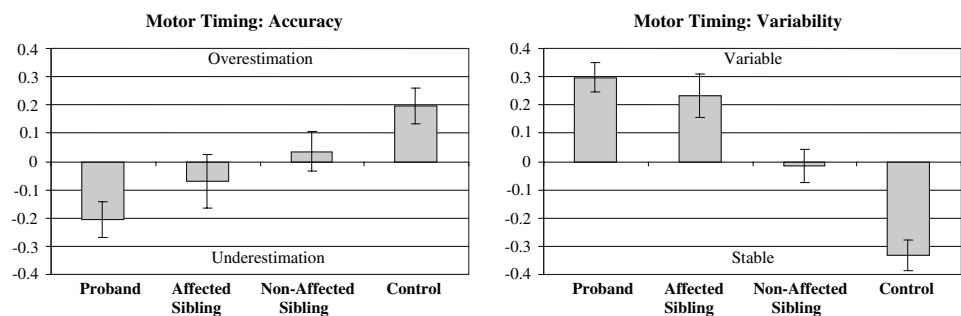 Motor Timing: Accuracy
0.4
0.3
0.2
0.1
0
-0.1
-0.2
-0.3
-0.4
Overestimation
Underestimation
Proband
Affected
Sibling
Non-Affected
Sibling
Control
Motor Timing: Variability
0.4
0.3
0.2
0.1
0
-0.1
-0.2
-0.3
-0.4
Variable
Stable
Proband
Affected
Sibling
Non-Affected
Sibling
Control